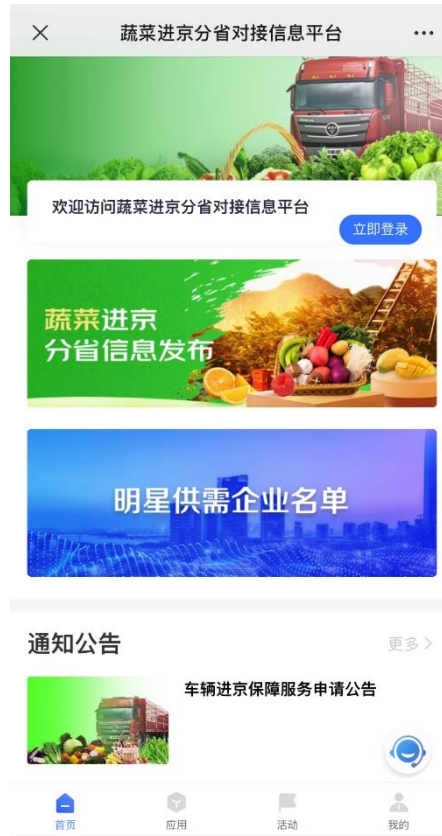 蔬菜进京分省对接信息平台
欢迎访问蔬菜进京分省对接信息平台
立即登录
蔬菜进京
分省信息发布
明星供需企业名单
通知公告
更多
车辆进京保障服务申请公告
首页
应用
活动
我的